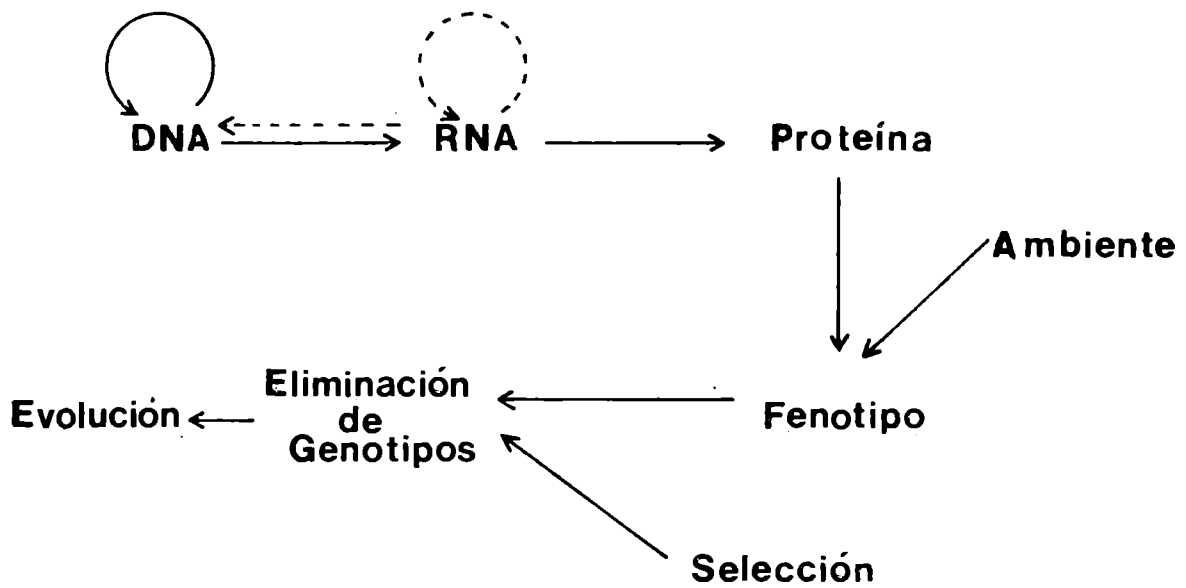 DNA RNA Proteína
Ambiente
Eliminación
Evolución de Fenotipo
Genotipos
Selección